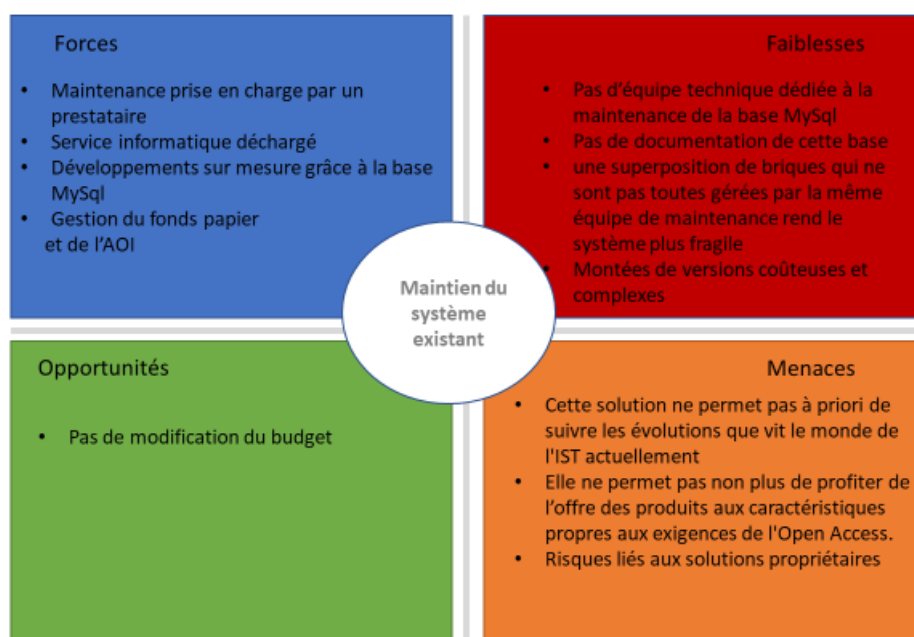 Forces
• Maintenance prise en charge par un
prestataire
• Service informatique déchargé
• Développements sur mesure grâce à la base
MySql
• Gestion du fonds papier
et de l'AOI
Faiblesses
• Pas d'équipe technique dédiée à la
maintenance de la base MySql
• Pas de documentation de cette base
• une superposition de briques qui ne
sont pas toutes gérées par la même
équipe de maintenance rend le
système plus fragile
• Montées de versions coûteuses et
complexes
Maintien du
système
existant
Opportunités
• Pas de modification du budget
Menaces
• Cette solution ne permet pas à priori de
suivre les évolutions que vit le monde de
l'IST actuellement
• Elle ne permet pas non plus de profiter de
l'offre des produits aux caractéristiques
propres aux exigences de l'Open Access.
• Risques liés aux solutions propriétaires